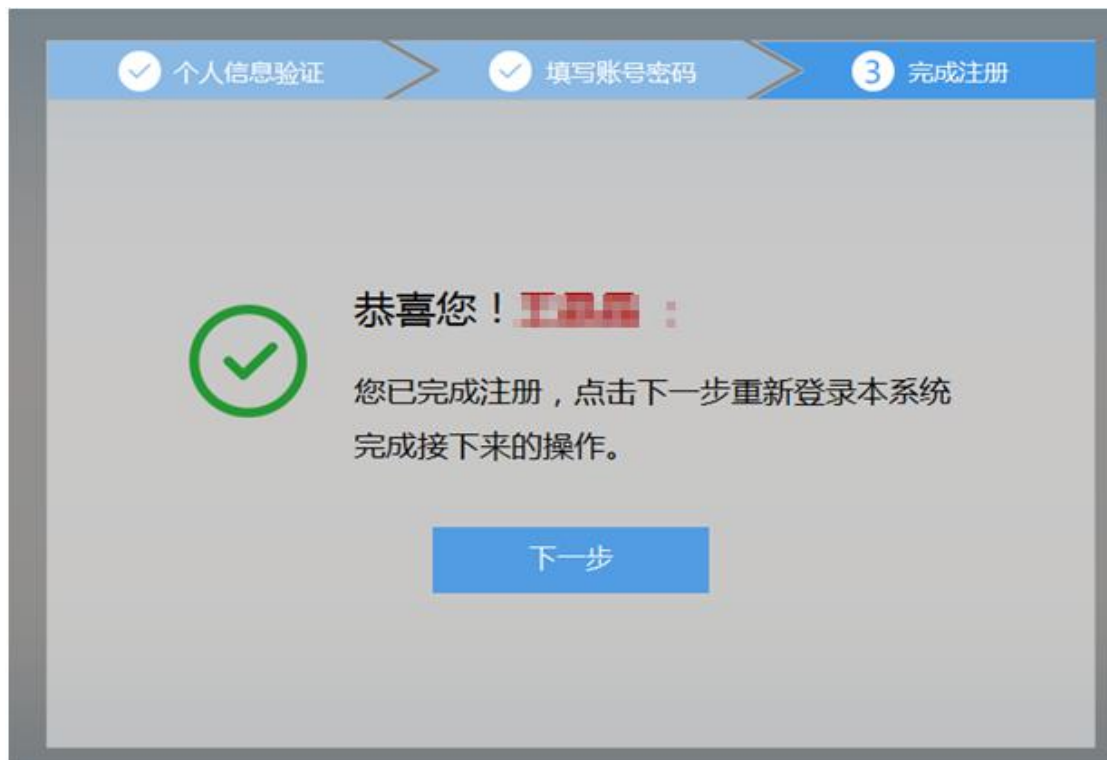 个人信息验证
填写账号密码
3 完成注册
恭喜您！
您已完成注册，点击下一步重新登录本系统
完成接下来的操作。
下一步